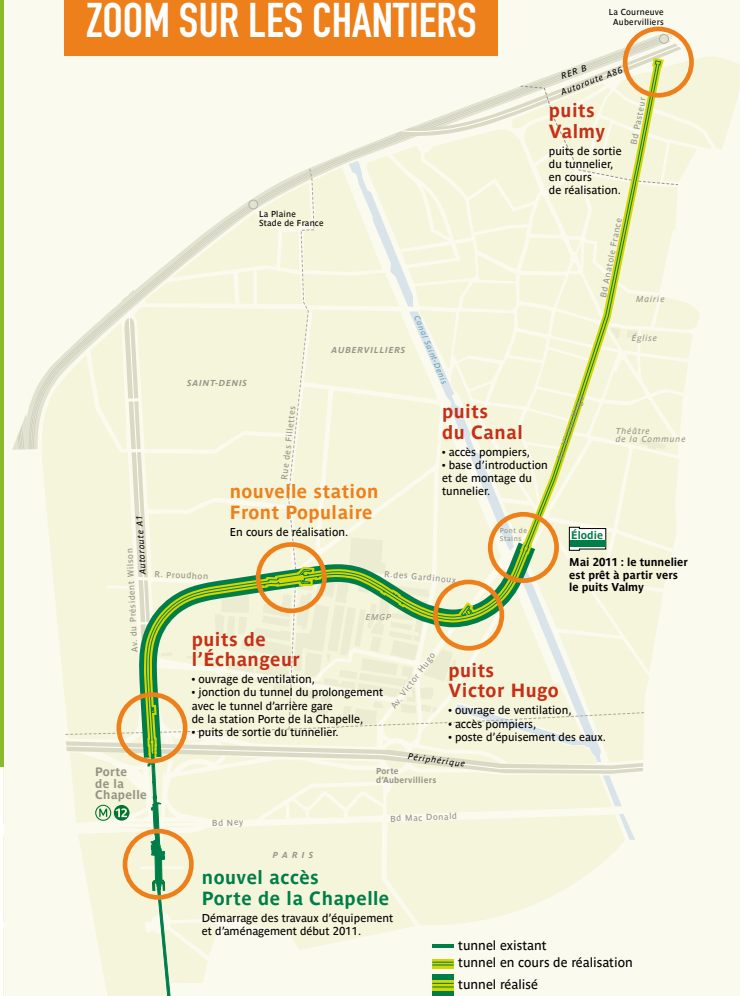 ZOOM SUR LES CHANTIERS
La Courneuve
Aubervilliers
RER B
Autoroute A86
puits
Valmy
puits de sortie
du tunnelier,
en cours
de réalisation.
Bd Pasteur
La Plaine
Stade de France
Bd Anatole France
Mairie
Église
Canal Saint-Denis
AUBERVILLIERS
SAINT-DENIS
puits
du Canal
• accès pompiers,
• base d'introduction
et de montage du
tunnelier.
Théâtre
de la Commune
Rue des Fillettes
nouvelle station
Front Populaire
En cours de réalisation.
Pont de
Stains
Élodie
Mai 2011 : le tunnelier
est prêt à partir vers
le puits Valmy
Autoroute A1
Av. du Président Wilson
R. Proudhon
R.des Gardinoux
EMGP
puits de
l'Échangeur
• ouvrage de ventilation,
• jonction du tunnel du prolongement
avec le tunnel d'arrière gare
de la station Porte de la Chapelle,
• puits de sortie du tunnelier.
Av. Victor Hugo
puits
Victor Hugo
• ouvrage de ventilation,
• accès pompiers,
• poste d'épuisement des eaux.
Périphérique
Porte
de la
Chapelle
M 12
Porte
d'Aubervilliers
Bd Ney
Bd Mac Donald
PARIS
nouvel accès
Porte de la Chapelle
Démarrage des travaux d'équipement
et d'aménagement début 2011.
tunnel existant
tunnel en cours de réalisation
tunnel réalisé